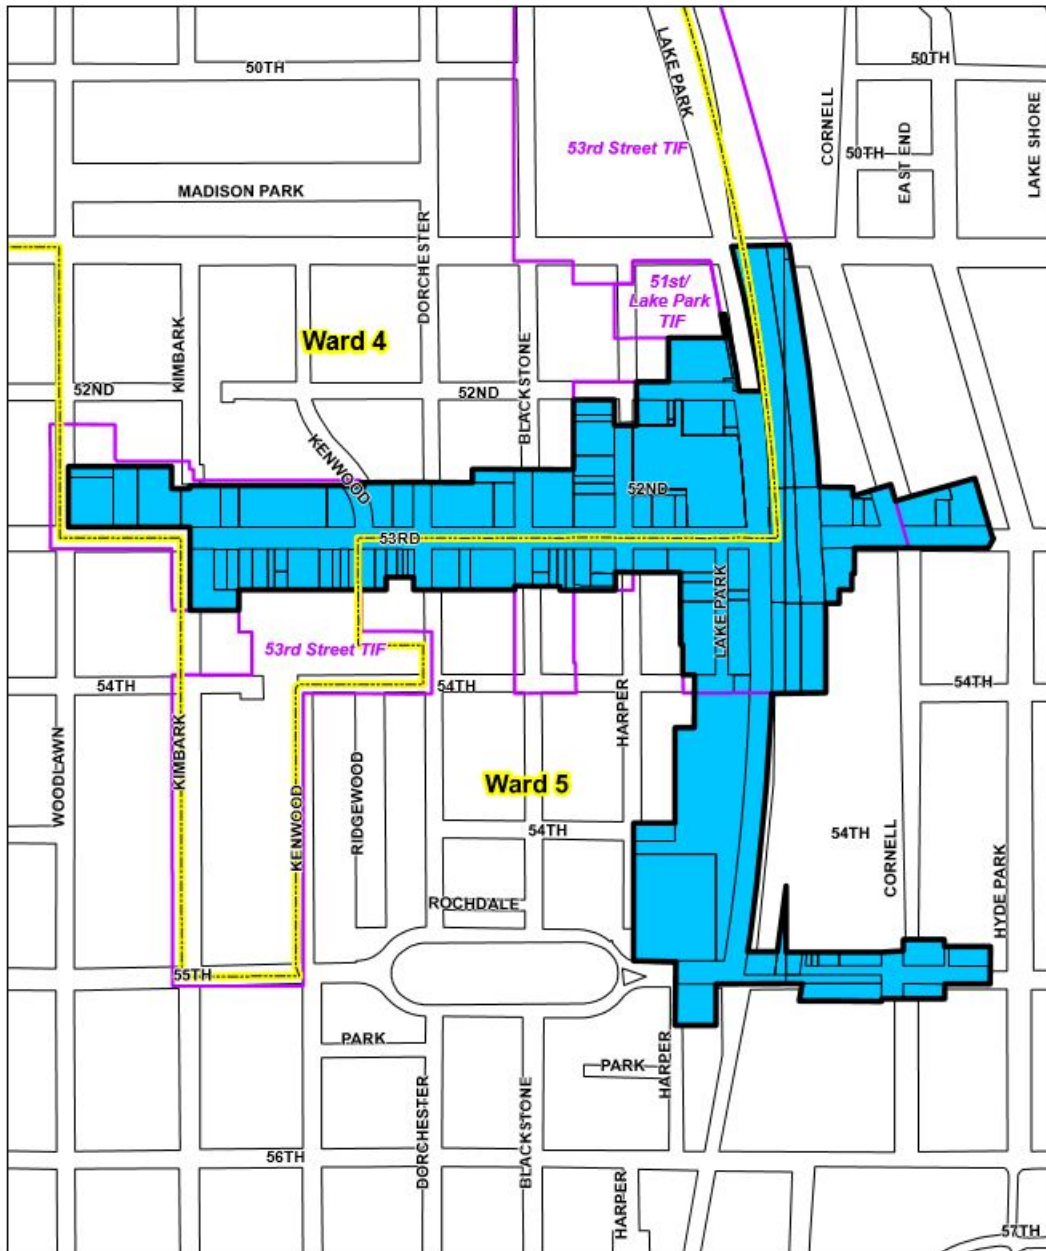 LAKE PARK
50TH
50TH
CORNELL
LAKE SHORE
53rd Street TIF
50TH
EAST END
MADISON PARK
DORCHESTER
51st/
Lake Park
TIF
Ward 4
KIMBARK
52ND
52ND
BLACKSTONE
KENWOOD
52ND
53RD
LAKE PARK
53rd Street TIF
54TH
54TH
54TH
HARPER
WOODLAWN
KIMBARK
RIDGEWOOD
KENWOOD
Ward 5
54TH
54TH
CORNELL
HYDE PARK
ROCHDALE
55TH
PARK
PARK
HARPER
DORCHESTER
BLACKSTONE
56TH
HARPER
57TH